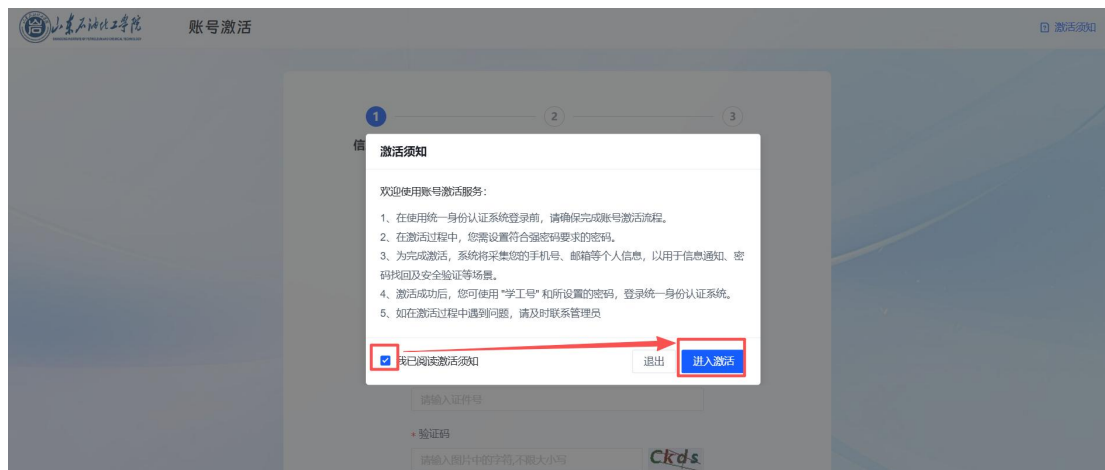 山东石油化工学院
账号激活
激活须知
1
2
3
信
激活须知
欢迎使用账号激活服务：
1、在使用统一身份认证系统登录前，请确保完成账号激活流程。
2、在激活过程中，您需设置符合强密码要求的密码。
3、为完成激活，系统将采集您的手机号、邮箱等个人信息，以用于信息通知、密
码找回及安全验证等场景。
4、激活成功后，您可使用 "学工号" 和所设置的密码，登录统一身份认证系统。
5、如在激活过程中遇到问题，请及时联系管理员
我已阅读激活须知
退出
进入激活
请输入证件号
* 验证码
请输入图片中的字符,不限大小写
Ckds